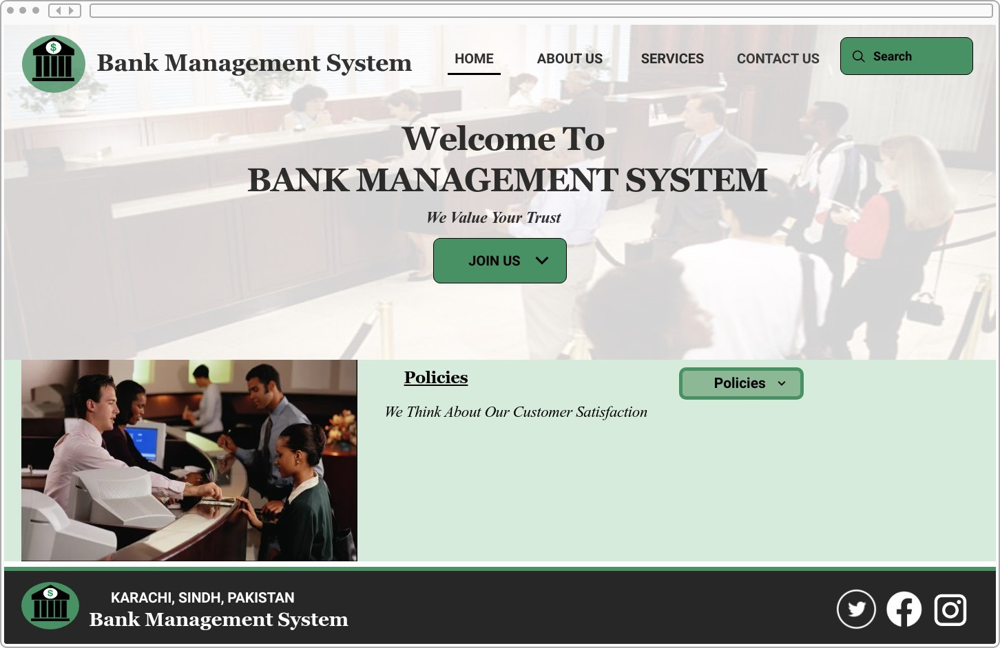 $
Bank Management System
HOME
ABOUT US
SERVICES
CONTACT US
Search
Welcome To
BANK MANAGEMENT SYSTEM
We Value Your Trust
JOIN US
Policies
Policies
We Think About Our Customer Satisfaction
$
KARACHI, SINDH, PAKISTAN
Bank Management System